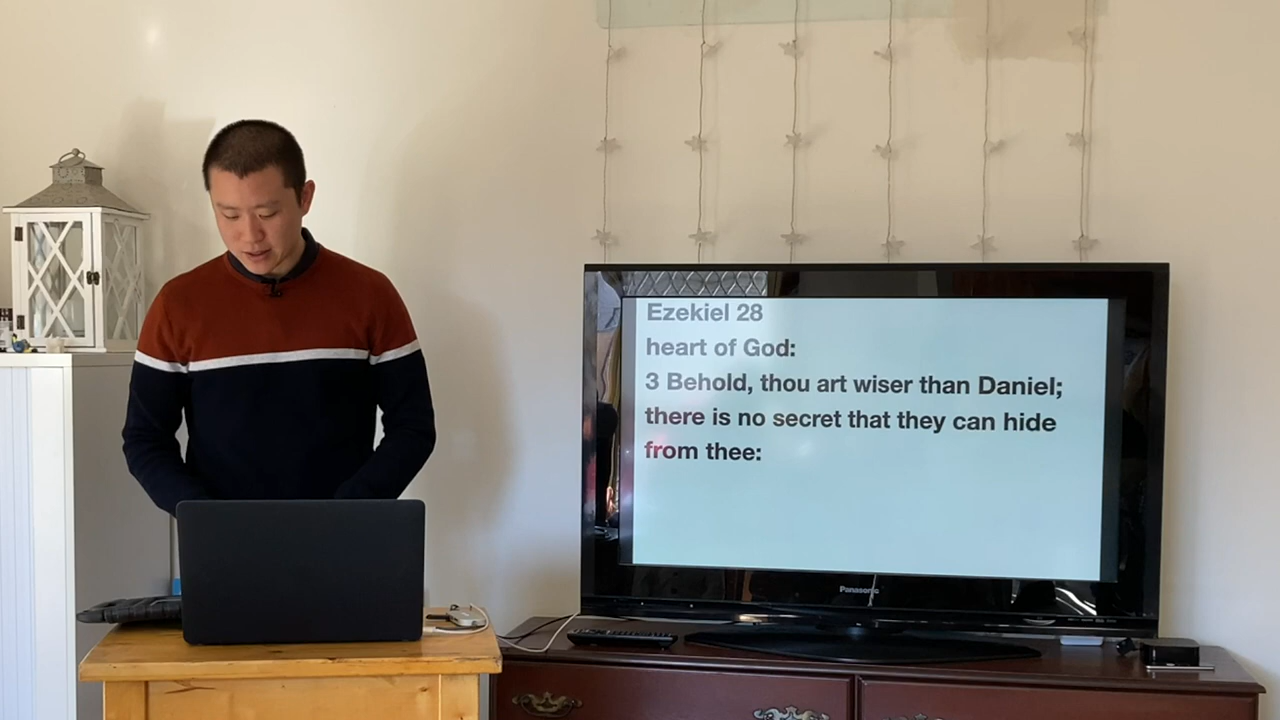 Ezekiel 28
heart of God:
3 Behold, thou art wiser than Daniel;
there is no secret that they can hide
from thee:
Panasonic